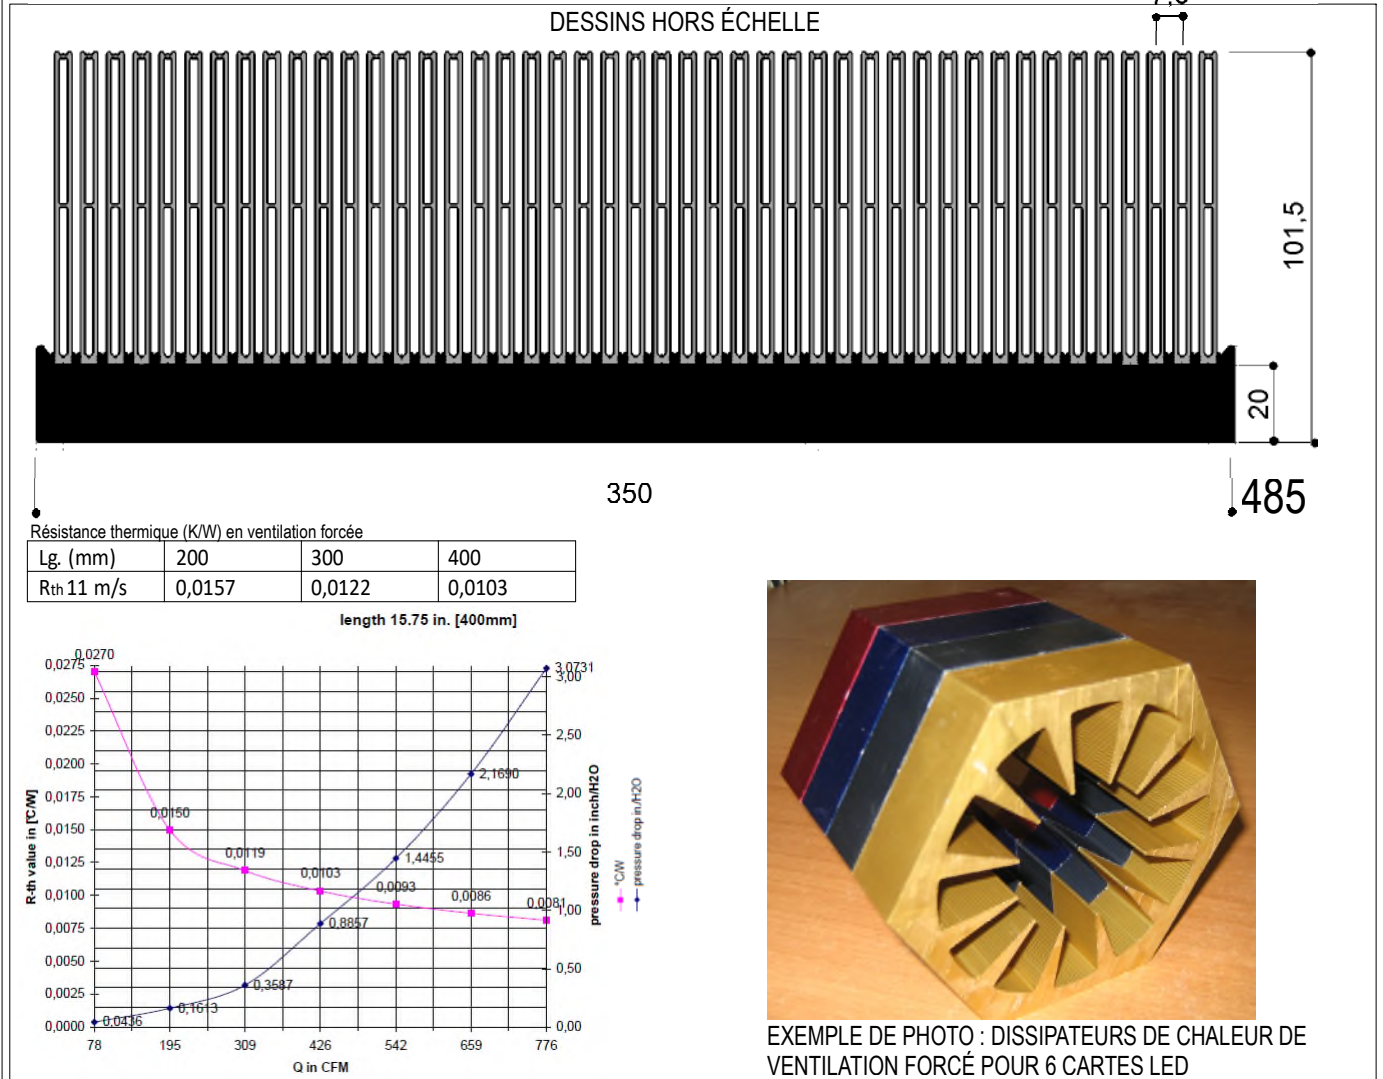 DESSINS HORS ÉCHELLE
101,5
20
350
485
Résistance thermique (K/W) en ventilation forcée
Lg. (mm) 200 300 400
Rth 11 m/s 0,0157 0,0122 0,0103
length 15.75 in. [400mm]
R-th value in [°C/W]
0,0275
0,0250
0,0225
0,0200
0,0175
0,0150
0,0125
0,0100
0,0075
0,0050
0,0025
0,0000
0,0270
0,0150
0,0119
0,0103
0,0093
0,0086
0,0081
0,0436
0,1613
0,3587
0,8857
1,4455
2,1690
3,0731
3,00
2,50
2,00
1,50
1,00
0,50
0,00
pressure drop in inch/H2O
°C/W
pressure drop in./H2O
78 195 309 426 542 659 776
Q in CFM
EXEMPLE DE PHOTO : DISSIPATEURS DE CHALEUR DE
VENTILATION FORCÉ POUR 6 CARTES LED